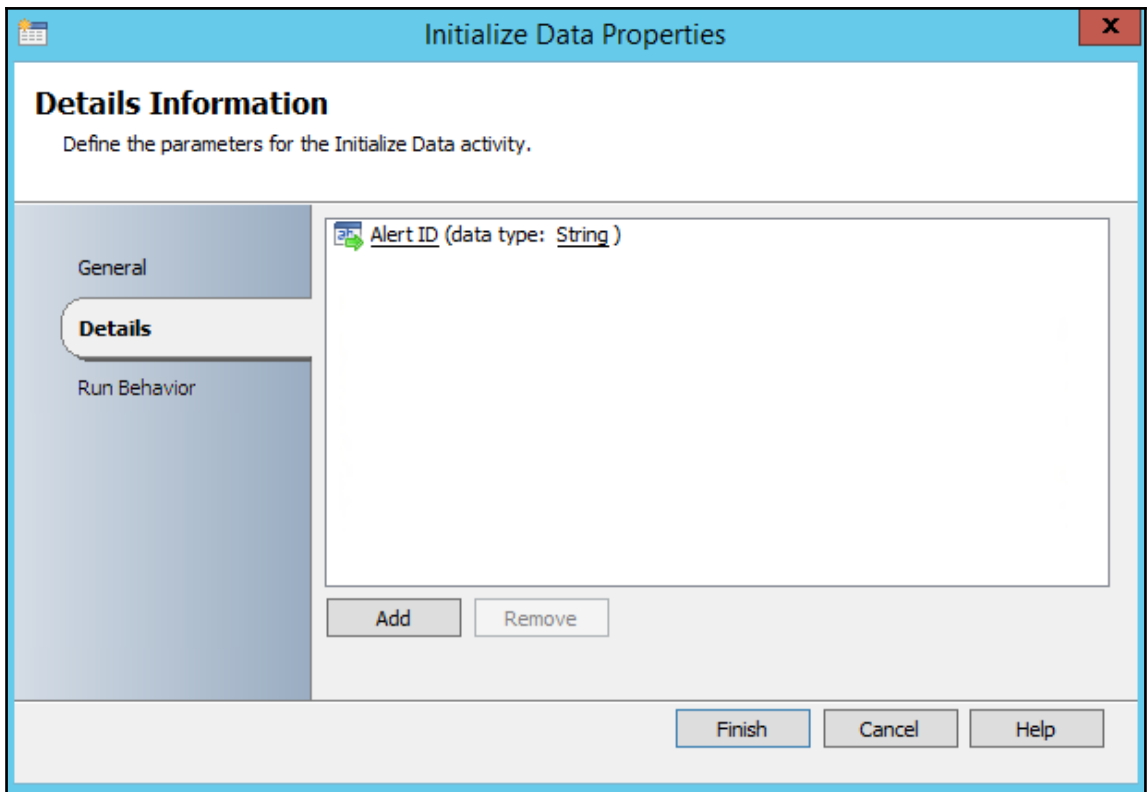 Initialize Data Properties
x
Details Information
Define the parameters for the Initialize Data activity.
General
Details
Run Behavior
ab
Alert ID (data type: String )
Add
Remove
Finish
Cancel
Help